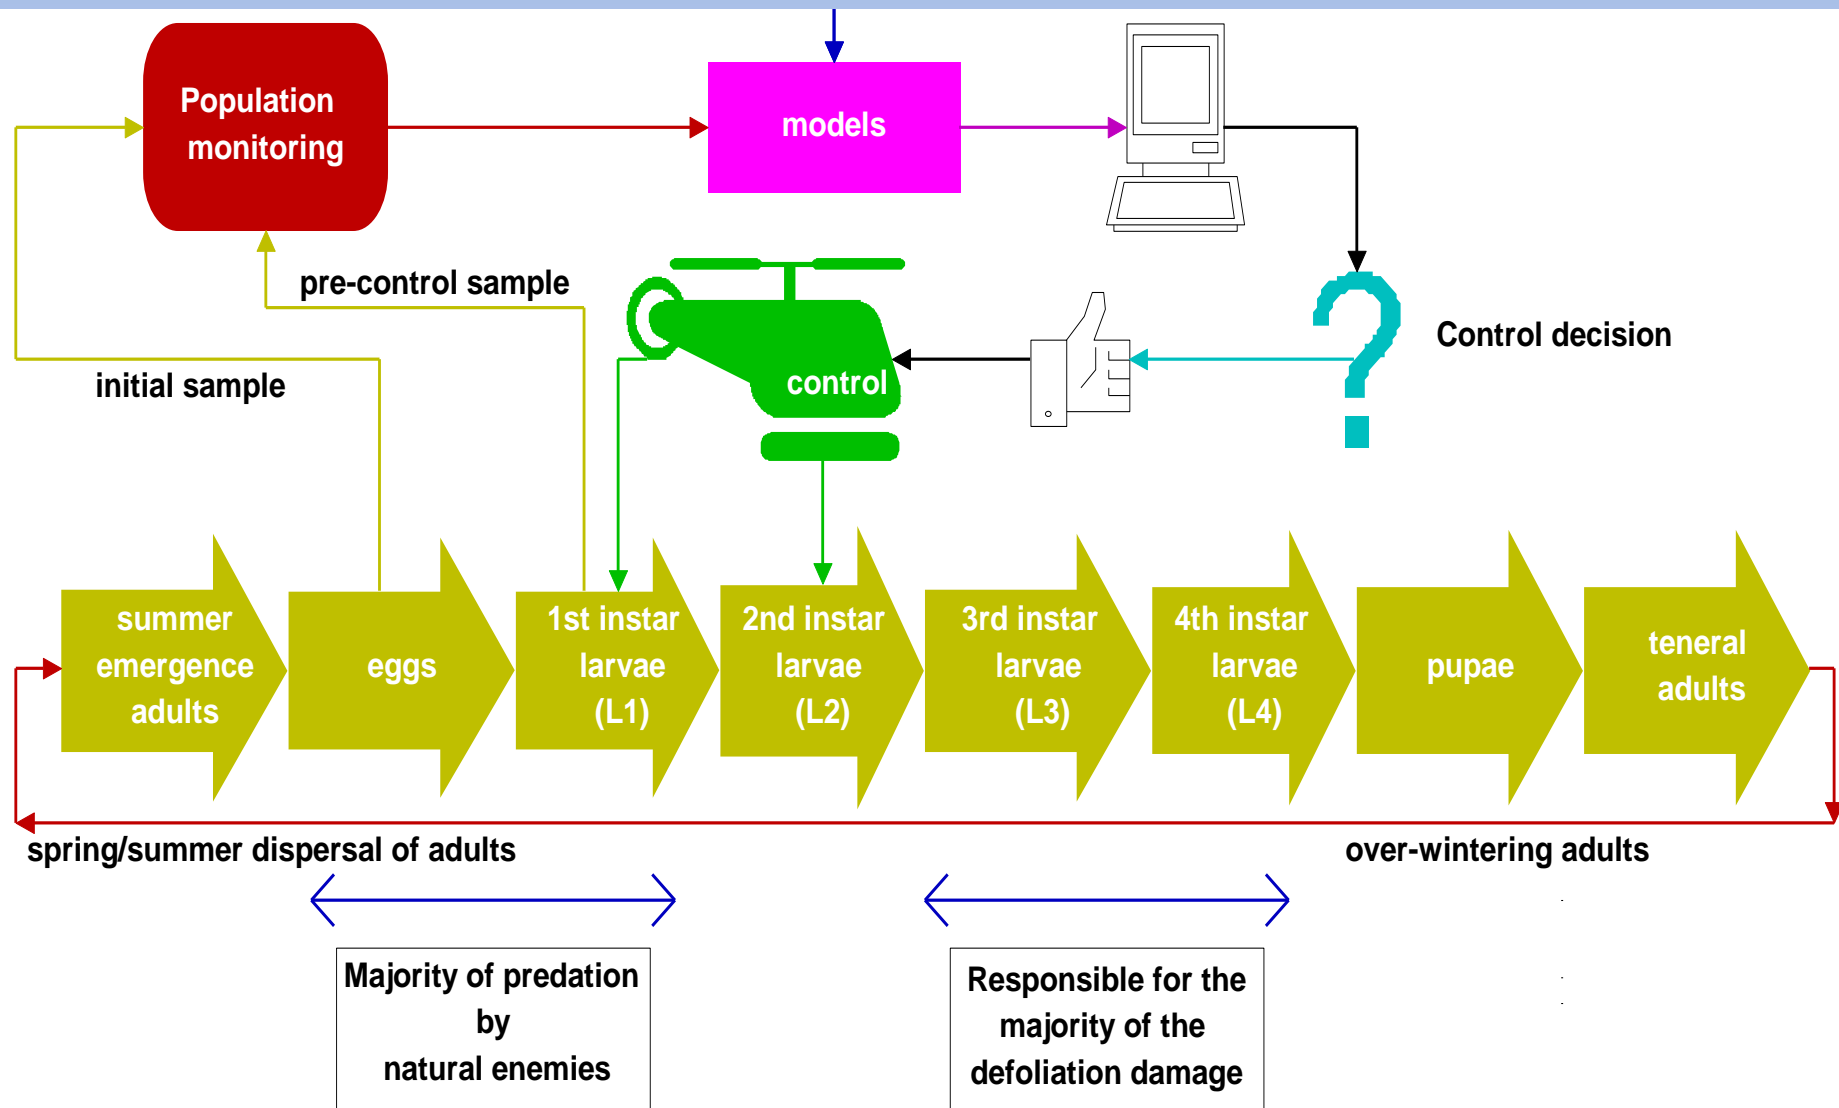 Population
monitoring
models
pre-control sample
initial sample
control
Control decision
summer
emergence
adults
eggs
1st instar
larvae
(L1)
2nd instar
larvae
(L2)
3rd instar
larvae
(L3)
4th instar
larvae
(L4)
pupae
teneral
adults
spring/summer dispersal of adults
over-wintering adults
Majority of predation
by
natural enemies
Responsible for the
majority of the
defoliation damage